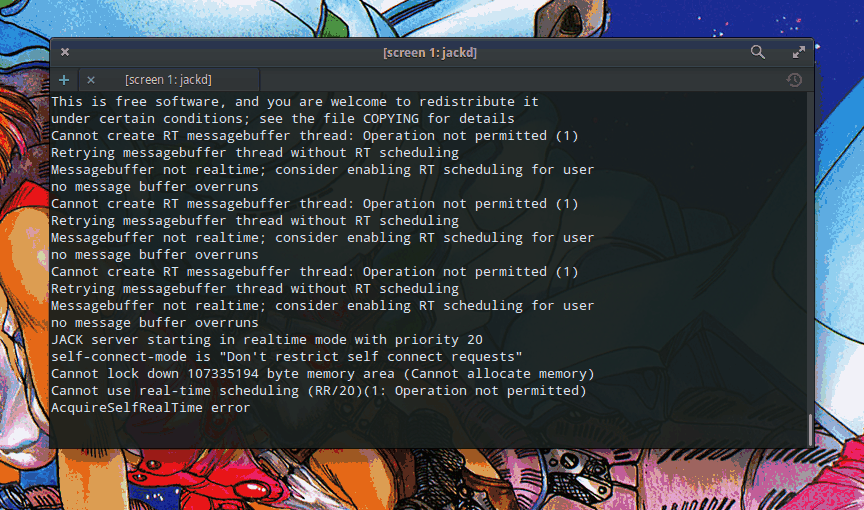 [screen 1: jackd]
[screen 1: jackd]
This is free software, and you are welcome to redistribute it
under certain conditions; see the file COPYING for details
Cannot create RT messagebuffer thread: Operation not permitted (1)
Retrying messagebuffer thread without RT scheduling
Messagebuffer not realtime; consider enabling RT scheduling for user
no message buffer overruns
Cannot create RT messagebuffer thread: Operation not permitted (1)
Retrying messagebuffer thread without RT scheduling
Messagebuffer not realtime; consider enabling RT scheduling for user
no message buffer overruns
Cannot create RT messagebuffer thread: Operation not permitted (1)
Retrying messagebuffer thread without RT scheduling
Messagebuffer not realtime; consider enabling RT scheduling for user
no message buffer overruns
JACK server starting in realtime mode with priority 20
self-connect-mode is "Don't restrict self connect requests"
Cannot lock down 107335194 byte memory area (Cannot allocate memory)
Cannot use real-time scheduling (RR/20)(1: Operation not permitted)
AcquireSelfRealTime error